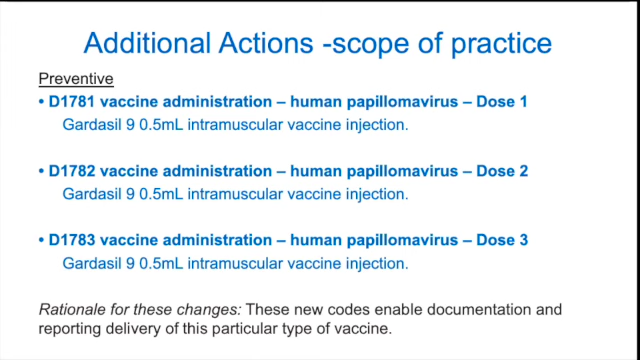 Additional Actions -scope of practice
Preventive
• D1781 vaccine administration – human papillomavirus – Dose 1
Gardasil 9 0.5mL intramuscular vaccine injection.
• D1782 vaccine administration – human papillomavirus – Dose 2
Gardasil 9 0.5mL intramuscular vaccine injection.
• D1783 vaccine administration – human papillomavirus – Dose 3
Gardasil 9 0.5mL intramuscular vaccine injection.
Rationale for these changes: These new codes enable documentation and
reporting delivery of this particular type of vaccine.